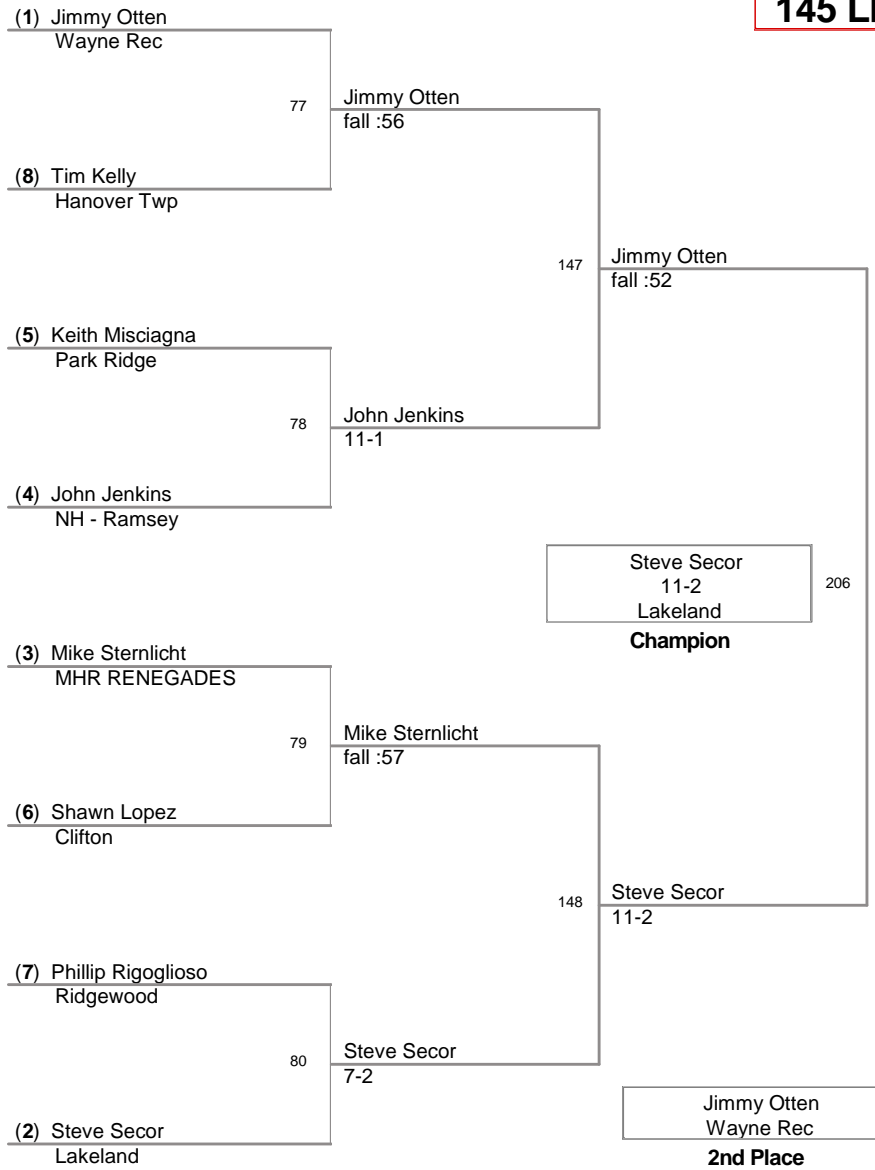 (1) Jimmy Otten
Wayne Rec
145
77
Jimmy Otten
fall :56
(8) Tim Kelly
Hanover Twp
147
Jimmy Otten
fall :52
(5) Keith Misciagna
Park Ridge
78
John Jenkins
11-1
(4) John Jenkins
NH - Ramsey
Steve Secor
11-2
Lakeland
206
Champion
(3) Mike Sternlicht
MHR RENEGADES
79
Mike Sternlicht
fall :57
(6) Shawn Lopez
Clifton
148
Steve Secor
11-2
(7) Phillip Rigoglioso
Ridgewood
80
Steve Secor
7-2
(2) Steve Secor
Lakeland
Jimmy Otten
Wayne Rec
2nd Place